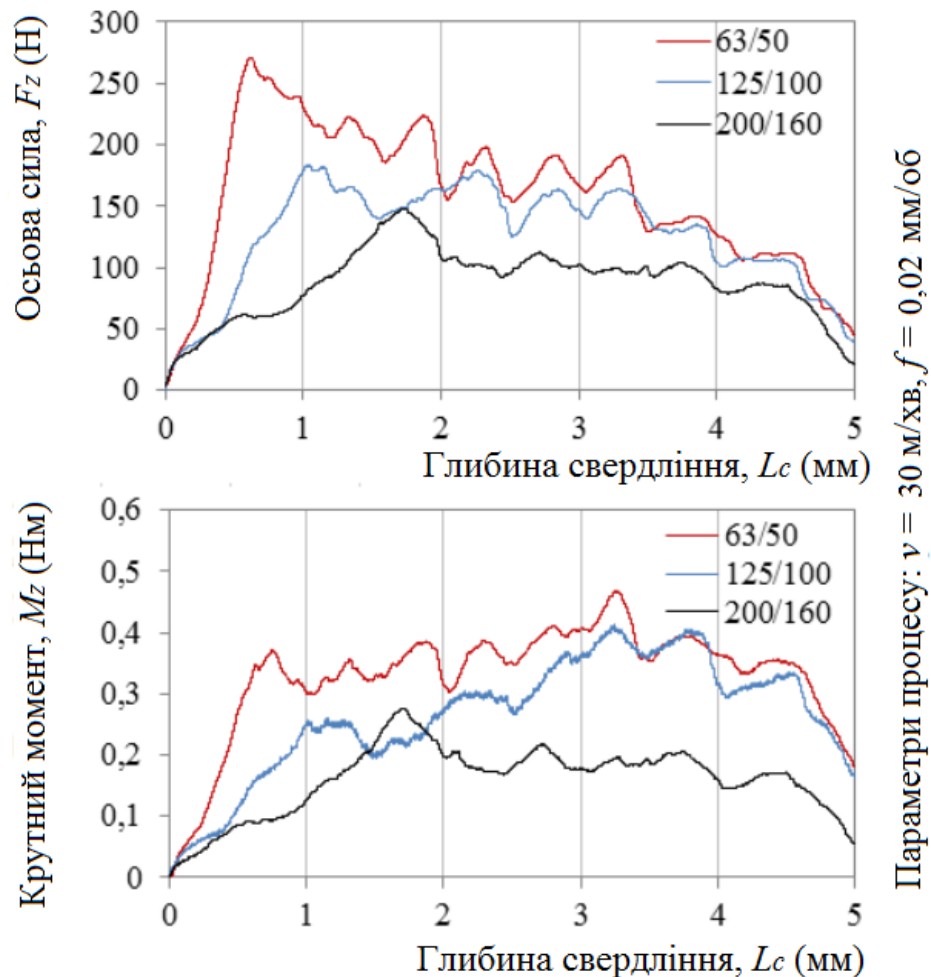 Осьова сила, Fz (Н)
300
250
200
150
100
50
0
63/50
125/100
200/160
0 1 2 3 4 5
Глибина свердління, Lc (мм)
Крутний момент, Mz (Нм)
0,6
0,5
0,4
0,3
0,2
0,1
0
63/50
125/100
200/160
0 1 2 3 4 5
Глибина свердління, Lc (мм)
Параметри процесу: v = 30 м/хв, f = 0,02 мм/об